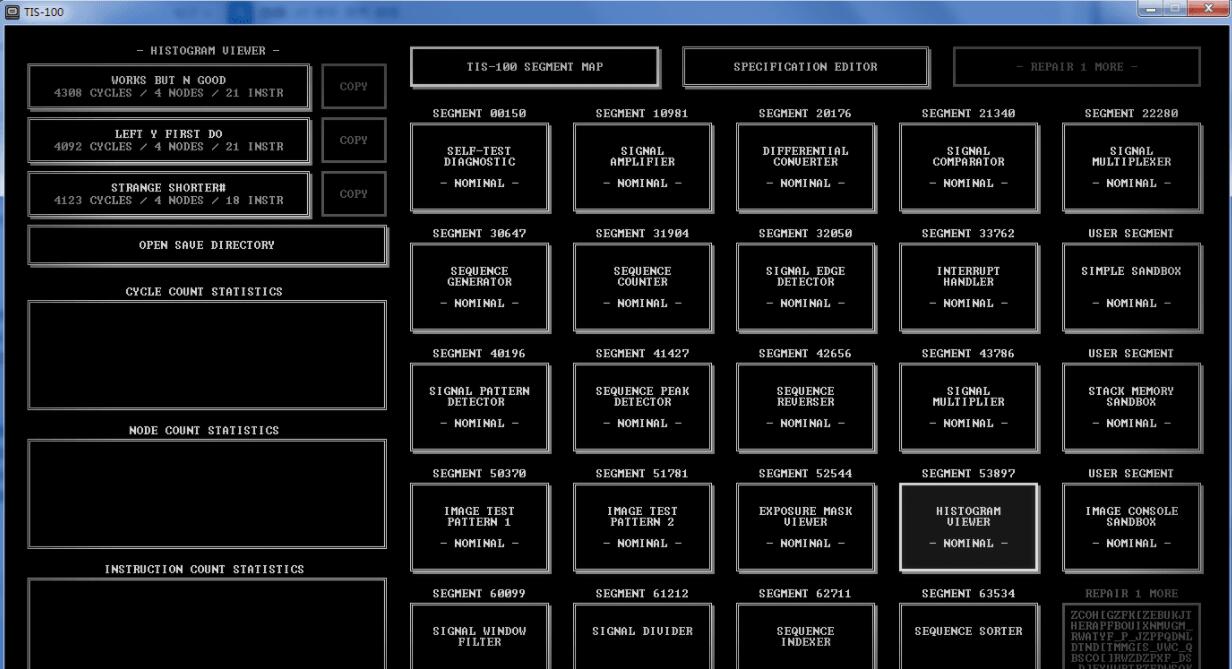 TIS-100
- HISTOGRAM VIEWER -
WORKS BUT N GOOD
4308 CYCLES / 4 NODES / 21 INSTR
COPY
LEFT Y FIRST DO
4092 CYCLES / 4 NODES / 21 INSTR
COPY
STRANGE SHORTER#
4123 CYCLES / 4 NODES / 18 INSTR
COPY
OPEN SAVE DIRECTORY
CYCLE COUNT STATISTICS
NODE COUNT STATISTICS
INSTRUCTION COUNT STATISTICS
TIS-100 SEGMENT MAP
SPECIFICATION EDITOR
- REPAIR 1 MORE -
SEGMENT 00150
SELF-TEST
DIAGNOSTIC
- NOMINAL -
SEGMENT 10981
SIGNAL
AMPLIFIER
- NOMINAL -
SEGMENT 20176
DIFFERENTIAL
CONVERTER
- NOMINAL -
SEGMENT 21340
SIGNAL
COMPARATOR
- NOMINAL -
SEGMENT 22280
SIGNAL
MULTIPLEXER
- NOMINAL -
SEGMENT 30647
SEQUENCE
GENERATOR
- NOMINAL -
SEGMENT 31904
SEQUENCE
COUNTER
- NOMINAL -
SEGMENT 32050
SIGNAL EDGE
DETECTOR
- NOMINAL -
SEGMENT 33762
INTERRUPT
HANDLER
- NOMINAL -
USER SEGMENT
SIMPLE SANDBOX
- NOMINAL -
SEGMENT 40196
SIGNAL PATTERN
DETECTOR
- NOMINAL -
SEGMENT 41427
SEQUENCE PEAK
DETECTOR
- NOMINAL -
SEGMENT 42656
SEQUENCE
REVERSER
- NOMINAL -
SEGMENT 43786
SIGNAL
MULTIPLIER
- NOMINAL -
USER SEGMENT
STACK MEMORY
SANDBOX
- NOMINAL -
SEGMENT 50370
IMAGE TEST
PATTERN 1
- NOMINAL -
SEGMENT 51781
IMAGE TEST
PATTERN 2
- NOMINAL -
SEGMENT 52544
EXPOSURE MASK
VIEWER
- NOMINAL -
SEGMENT 53897
HISTOGRAM
VIEWER
- NOMINAL -
USER SEGMENT
IMAGE CONSOLE
SANDBOX
- NOMINAL -
SEGMENT 60099
SIGNAL WINDOW
FILTER
SEGMENT 61212
SIGNAL DIVIDER
SEGMENT 62711
SEQUENCE
INDEXER
SEGMENT 63534
SEQUENCE SORTER
REPAIR 1 MORE